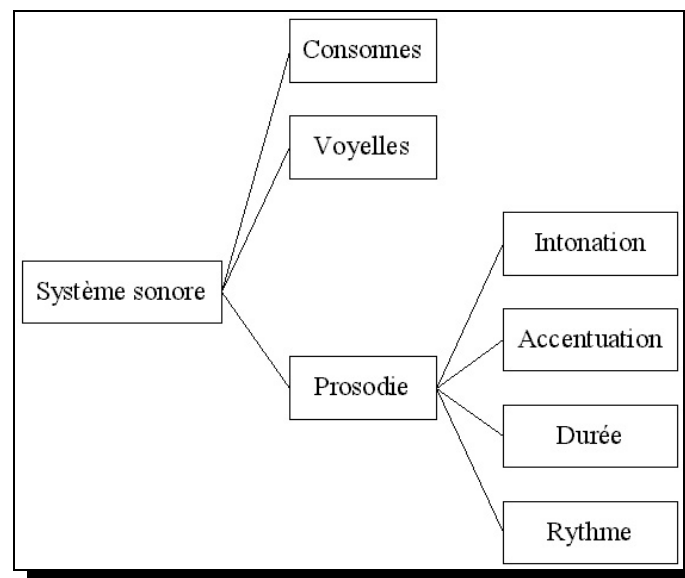 Consonnes
Voyelles
Intonation
Système sonore
Accentuation
Prosodie
Durée
Rythme